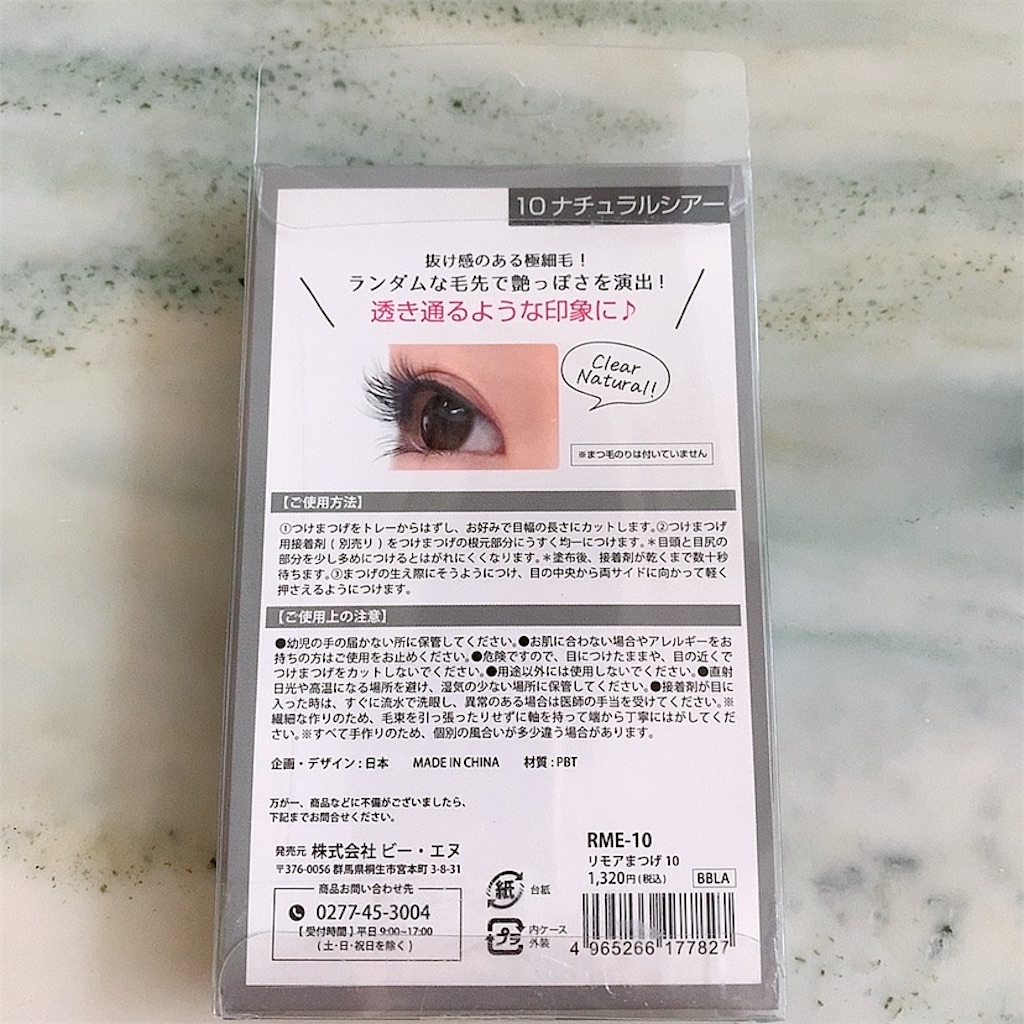 10 ナチュラルシアー
抜け感のある極細毛!
ランダムな毛先で艶っぽさを演出!
透き通るような印象に♪
Clear
Natural!
※まつ毛のりは付いていません
【ご使用方法】
①つけまつげをトレーからはずし、お好みで目幅の長さにカットします。②つけまつげ
用接着剤(別売り)をつけまつげの根元部分にうすく均一につけます。*目頭と目尻の
部分を少し多めにつけるとはがれにくくなります。*塗布後、接着剤が乾くまで数十秒
待ちます。③まつげの生え際にそうようにつけ、目の中央から両サイドに向かって軽く
押さえるようにつけます。
【ご使用上の注意】
●幼児の手の届かない所に保管してください。●お肌に合わない場合やアレルギーをお
持ちの方はご使用をお止めください。●危険ですので、目につけたままや、目の近くで
つけまつげをカットしないでください。●用途以外には使用しないでください。●直射
日光や高温になる場所を避け、湿気の少ない場所に保管してください。●接着剤が目に
入った時は、すぐに流水で洗眼し、異常のある場合は医師の手当を受けてください。※
繊細な作りのため、毛束を引っ張ったりせずに軸を持って端から丁寧にはがしてくだ
さい。※すべて手作りのため、個別の風合いが多少違う場合があります。
企画・デザイン:日本 MADE IN CHINA 材質:PBT
万が一、商品などに不備がございましたら、
下記までお問合せください。
発売元 株式会社 ビー・エヌ
〒376-0056 群馬県桐生市宮本町 3-8-31
商品お問い合わせ先
0277-45-3004
【受付時間】平日 9:00~17:00
(土・日・祝日を除く)
紙 台紙
プラ 内ケース
外装
RME-10
リモアまつげ 10
1,320円(税込) BBLA
4 965266 177827